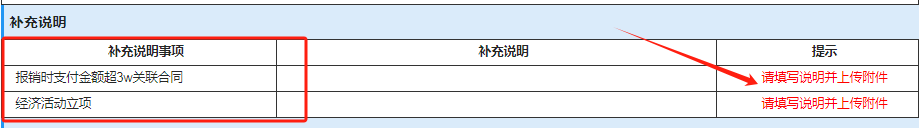 补充说明
补充说明事项 补充说明 提示
报销时支付金额超3w关联合同 请填写说明并上传附件
经济活动立项 请填写说明并上传附件